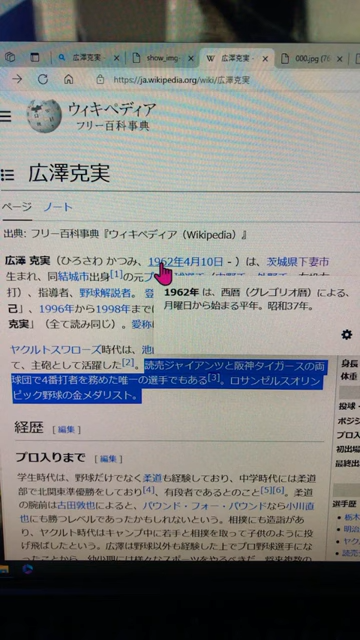 広澤克実 -
show_img-
広澤克実 -
000.jpg (76
https://ja.wikipedia.org/wiki/広澤克実
ウィキペディア
フリー百科事典
広澤克実
ページ ノート
出典: フリー百科事典『ウィキペディア（Wikipedia）』
広澤 克実（ひろさわ かつみ、1962年4月10日 - ）は、茨城県下妻市
生まれ、同結城市出身[1]の元プ
打）、指導者、野球解説者。
己」、1996年から1998年まで
克実」（全て読み同じ）。愛称
1962年 は、西暦（グレゴリオ暦）による、
月曜日から始まる平年。昭和37年。
ヤクルトスワローズ時代は、池
て、主砲として活躍した[2]。読売ジャイアンツと阪神タイガースの両
球団で4番打者を務めた唯一の選手でもある[3]。ロサンゼルスオリン
ピック野球の金メダリスト。
経歴 [編集]
プロ入りまで [編集]
学生時代は、野球だけでなく柔道も経験しており、中学時代には柔道
部で北関東準優勝をしており[4]、有段者であるとのこと[5][6]。柔道
の腕前は古田敦也によると、パウンド・フォー・パウンドなら小川直
也にも勝つレベルであったかもしれないという。相撲にも造詣があ
り、ヤクルト時代はキャンプ中に若手と相撲を取って子供のように投
げ飛ばしたという。広澤は野球以外も経験した上でプロ野球選手にな
身長
体重
投球・
ポジシ
プロ入
初出場
最終出
選手歴
栃木
明治
ヤク
読売